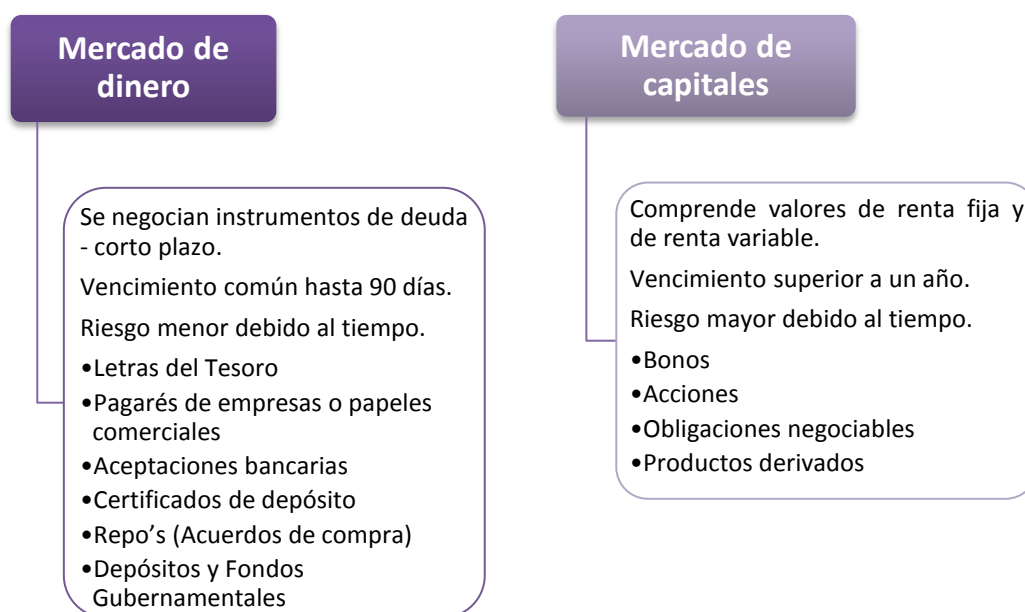 Mercado de
dinero
Se negocian instrumentos de deuda
- corto plazo.
Vencimiento común hasta 90 días.
Riesgo menor debido al tiempo.
•Letras del Tesoro
•Pagarés de empresas o papeles
comerciales
•Aceptaciones bancarias
•Certificados de depósito
•Repo’s (Acuerdos de compra)
•Depósitos y Fondos
Gubernamentales
Mercado de
capitales
Comprende valores de renta fija y
de renta variable.
Vencimiento superior a un año.
Riesgo mayor debido al tiempo.
•Bonos
•Acciones
•Obligaciones negociables
•Productos derivados